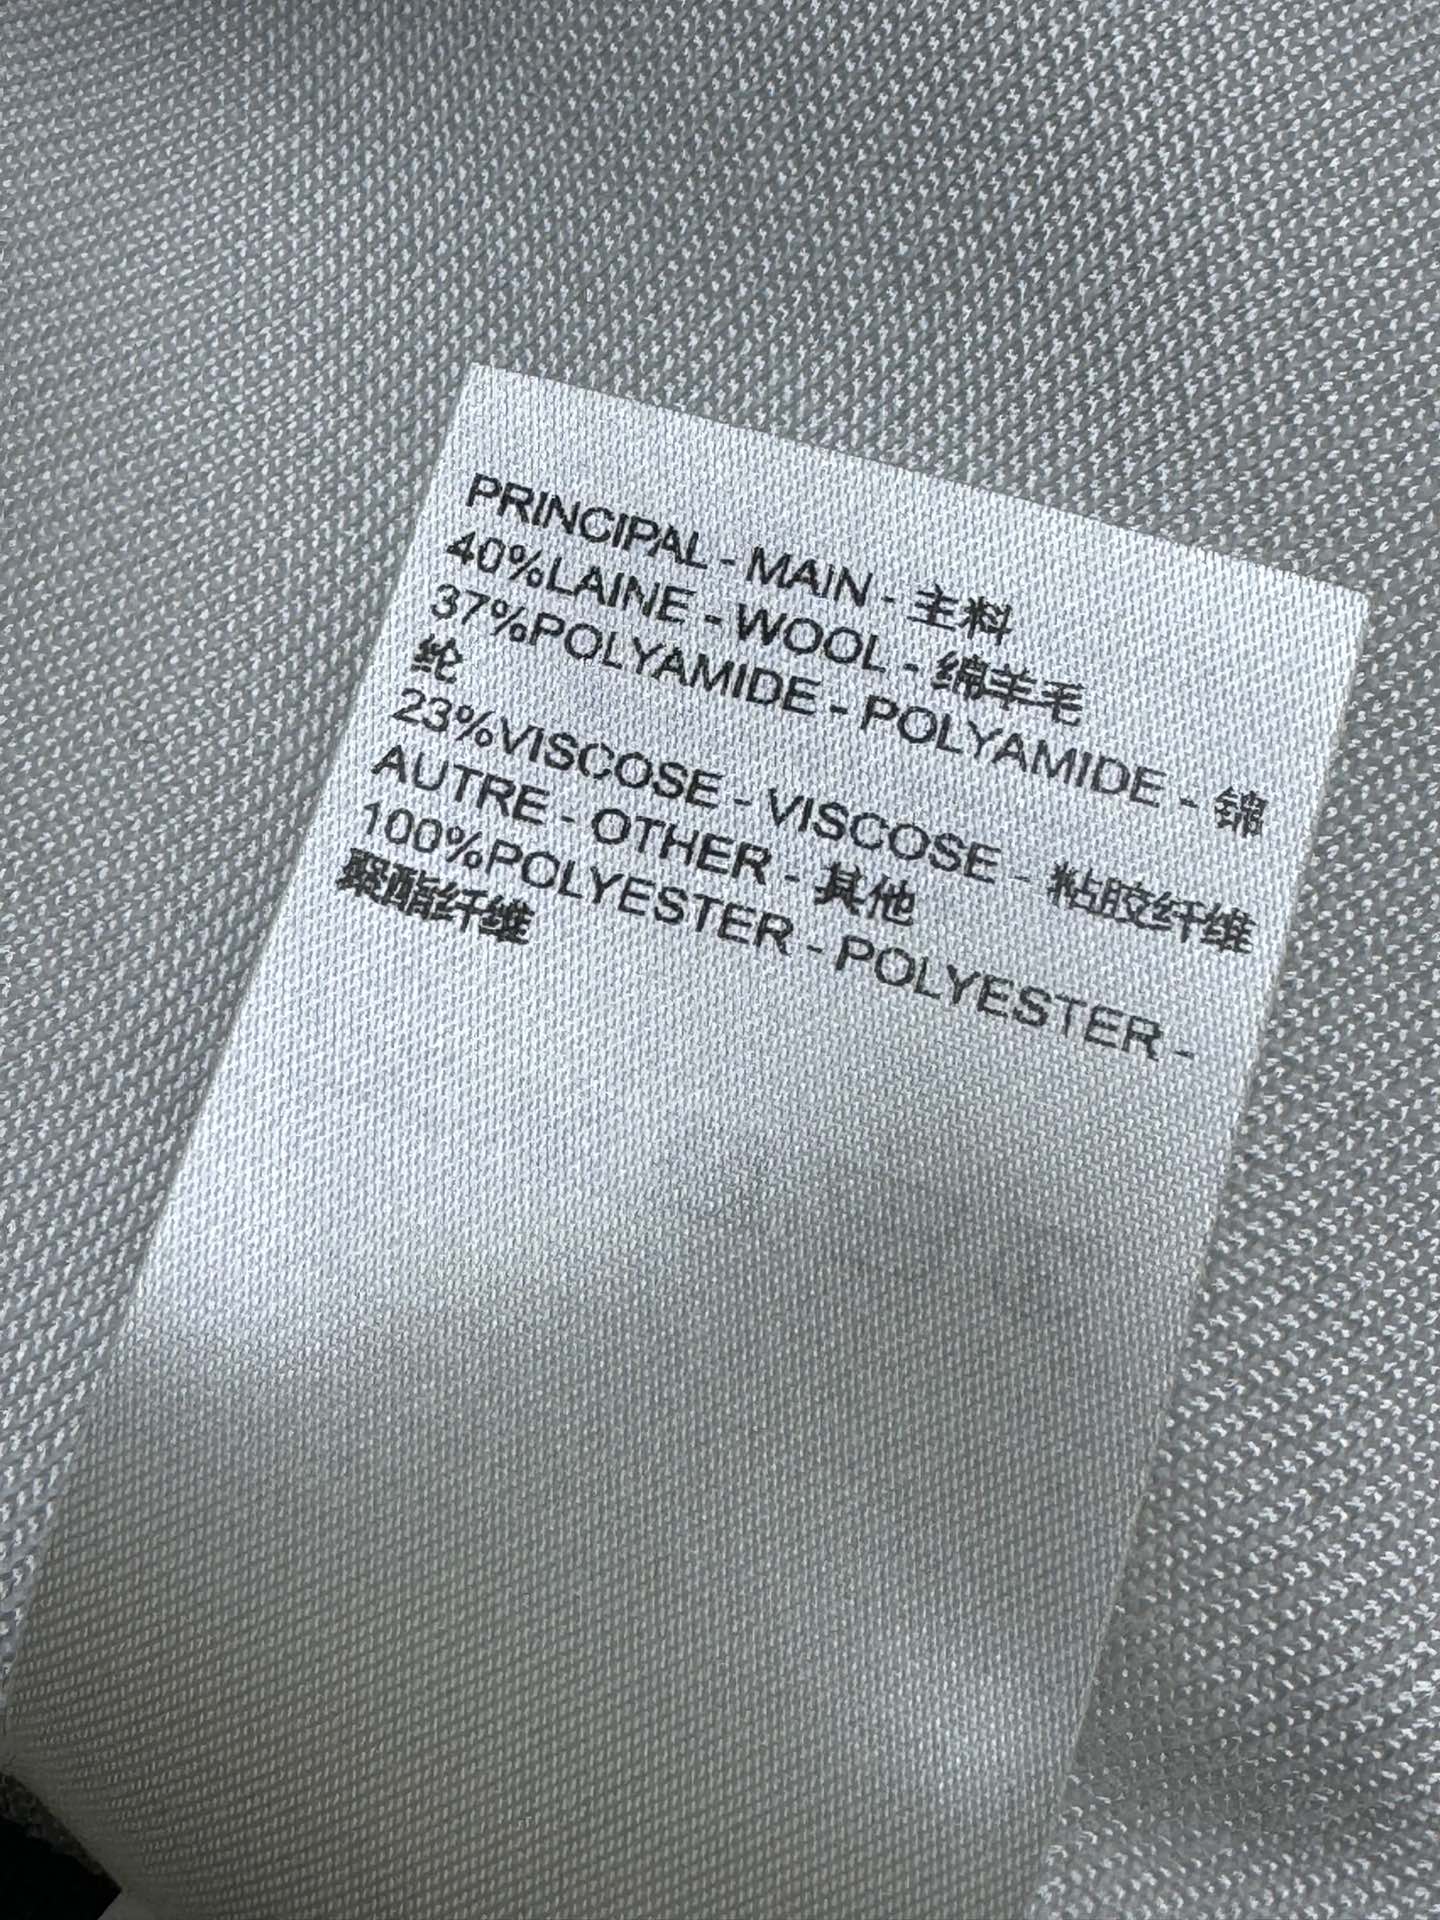 PRINCIPAL - MAIN - 主料
40%LAINE - WOOL - 绵羊毛
37%POLYAMIDE - POLYAMIDE - 锦
纶
23%VISCOSE - VISCOSE - 粘胶纤维
AUTRE - OTHER - 其他
100%POLYESTER - POLYESTER -
聚酯纤维